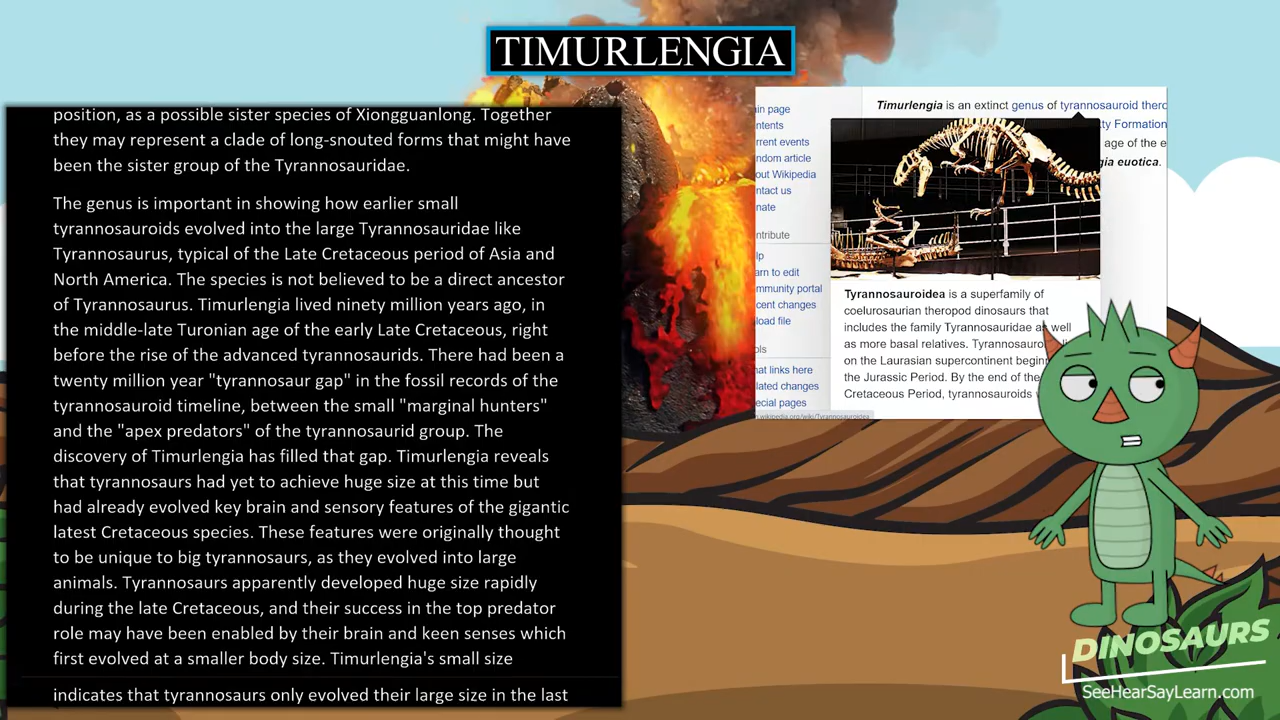 TIMURLENGIA
position, as a possible sister species of Xiongguanlong. Together
they may represent a clade of long-snouted forms that might have
been the sister group of the Tyrannosauridae.
The genus is important in showing how earlier small
tyrannosauroids evolved into the large Tyrannosauridae like
Tyrannosaurus, typical of the Late Cretaceous period of Asia and
North America. The species is not believed to be a direct ancestor
of Tyrannosaurus. Timurlengia lived ninety million years ago, in
the middle-late Turonian age of the early Late Cretaceous, right
before the rise of the advanced tyrannosaurids. There had been a
twenty million year "tyrannosaur gap" in the fossil records of the
tyrannosauroid timeline, between the small "marginal hunters"
and the "apex predators" of the tyrannosaurid group. The
discovery of Timurlengia has filled that gap. Timurlengia reveals
that tyrannosaurs had yet to achieve huge size at this time but
had already evolved key brain and sensory features of the gigantic
latest Cretaceous species. These features were originally thought
to be unique to big tyrannosaurs, as they evolved into large
animals. Tyrannosaurs apparently developed huge size rapidly
during the late Cretaceous, and their success in the top predator
role may have been enabled by their brain and keen senses which
first evolved at a smaller body size. Timurlengia's small size
indicates that tyrannosaurs only evolved their large size in the last
ain page
ntents
rrent events
ndom article
out Wikipedia
ntact us
nate
ntribute
lp
arn to edit
mmunity portal
cent changes
load file
ols
hat links here
lated changes
ecial pages
Timurlengia is an extinct genus of tyrannosauroid therc
ty Formation
age of the e
gia euotica.
Tyrannosauroidea is a superfamily of
coelurosaurian theropod dinosaurs that
includes the family Tyrannosauridae as well
as more basal relatives. Tyrannosauro
on the Laurasian supercontinent begin
the Jurassic Period. By the end of the
Cretaceous Period, tyrannosauroids
n.wikipedia.org/wiki/Tyrannosauroidea
DINOSAURS
SeeHearSayLearn.com